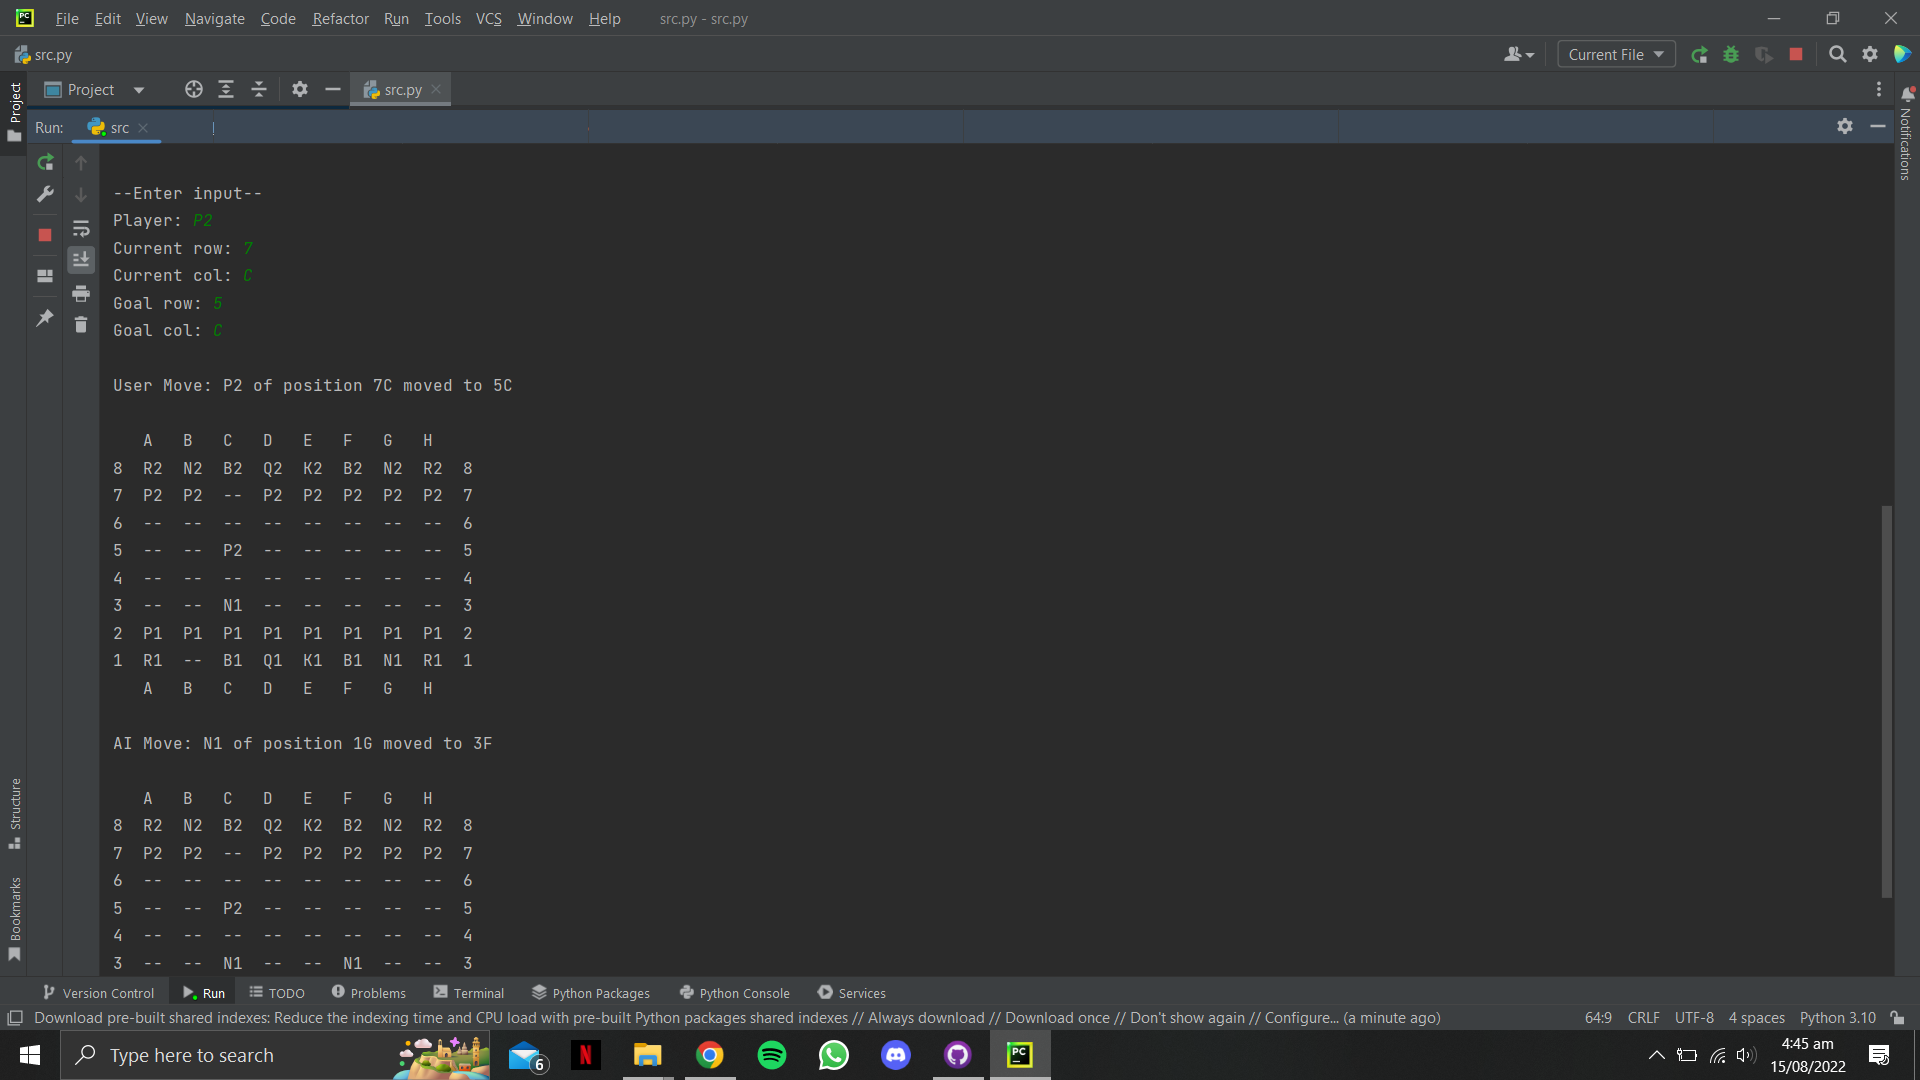 File Edit View Navigate Code Refactor Run Tools VCS Window Help src.py - src.py
src.py Current File
Project src.py
Project
Notifications
Run: src
--Enter input--
Player: P2
Current row: 7
Current col: C
Goal row: 5
Goal col: C
User Move: P2 of position 7C moved to 5C
A B C D E F G H
8 R2 N2 B2 Q2 K2 B2 N2 R2 8
7 P2 P2 -- P2 P2 P2 P2 P2 7
6 -- -- -- -- -- -- -- -- 6
5 -- -- P2 -- -- -- -- -- 5
4 -- -- -- -- -- -- -- -- 4
3 -- -- N1 -- -- -- -- -- 3
2 P1 P1 P1 P1 P1 P1 P1 P1 2
1 R1 -- B1 Q1 K1 B1 N1 R1 1
A B C D E F G H
AI Move: N1 of position 1G moved to 3F
A B C D E F G H
8 R2 N2 B2 Q2 K2 B2 N2 R2 8
7 P2 P2 -- P2 P2 P2 P2 P2 7
6 -- -- -- -- -- -- -- -- 6
5 -- -- P2 -- -- -- -- -- 5
4 -- -- -- -- -- -- -- -- 4
3 -- -- N1 -- -- N1 -- -- 3
Structure
Bookmarks
Version Control Run TODO Problems Terminal Python Packages Python Console Services
Download pre-built shared indexes: Reduce the indexing time and CPU load with pre-built Python packages shared indexes // Always download // Download once // Don't show again // Configure... (a minute ago) 64:9 CRLF UTF-8 4 spaces Python 3.10
Type here to search 6 N PC 4:45 am
15/08/2022